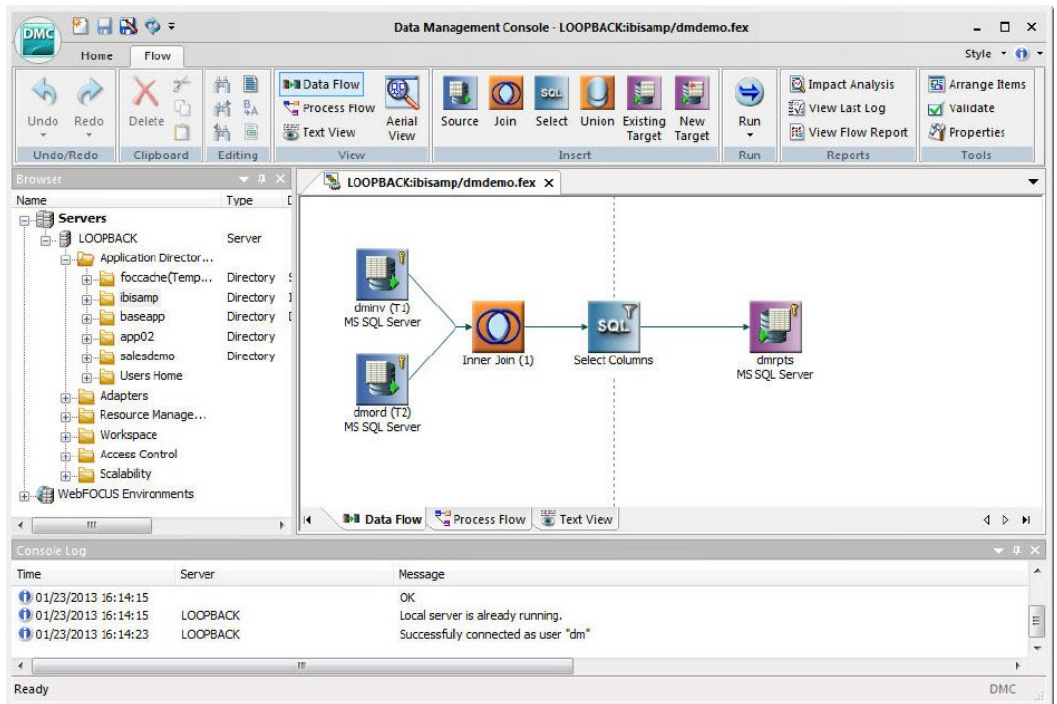 DMC
Data Management Console - LOOPBACK:ibisamp/dmdemo.fex
Home Flow Style
Undo Redo Delete
Data Flow
Process Flow
Text View
Aerial View
Source Join Select Union Existing Target New Target
SQL
Run
Impact Analysis
View Last Log
View Flow Report
Arrange Items
Validate
Properties
Undo/Redo Clipboard Editing View Insert Run Reports Tools
Browser
Name Type
Servers
LOOPBACK Server
Application Director...
foccache(Temp... Directory
ibisamp Directory
baseapp Directory
app02 Directory
salesdemo Directory
Users Home
Adapters
Resource Manage...
Workspace
Access Control
Scalability
WebFOCUS Environments
LOOPBACK:ibisamp/dmdemo.fex
dminv (T1)
MS SQL Server
dmord (T2)
MS SQL Server
Inner Join (1)
SQL
Select Columns
dmrpts
MS SQL Server
Data Flow Process Flow Text View
Console Log
Time Server Message
01/23/2013 16:14:15 OK
01/23/2013 16:14:15 LOOPBACK Local server is already running.
01/23/2013 16:14:23 LOOPBACK Successfully connected as user "dm"
Ready DMC